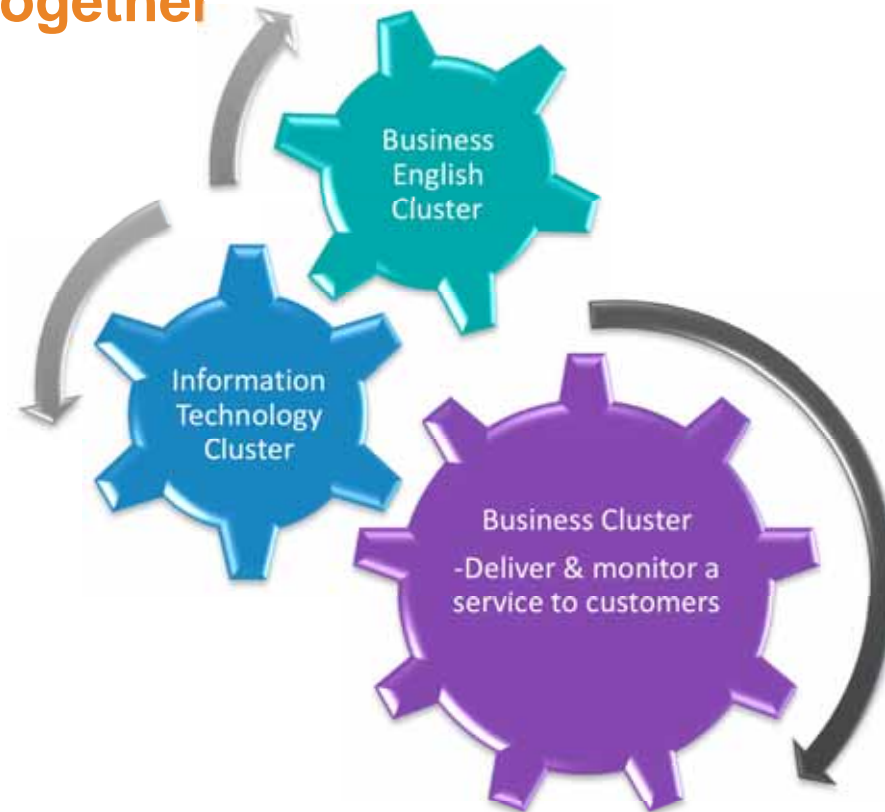 ogether
Business
English
Cluster
Information
Technology
Cluster
Business Cluster
-Deliver & monitor a
service to customers